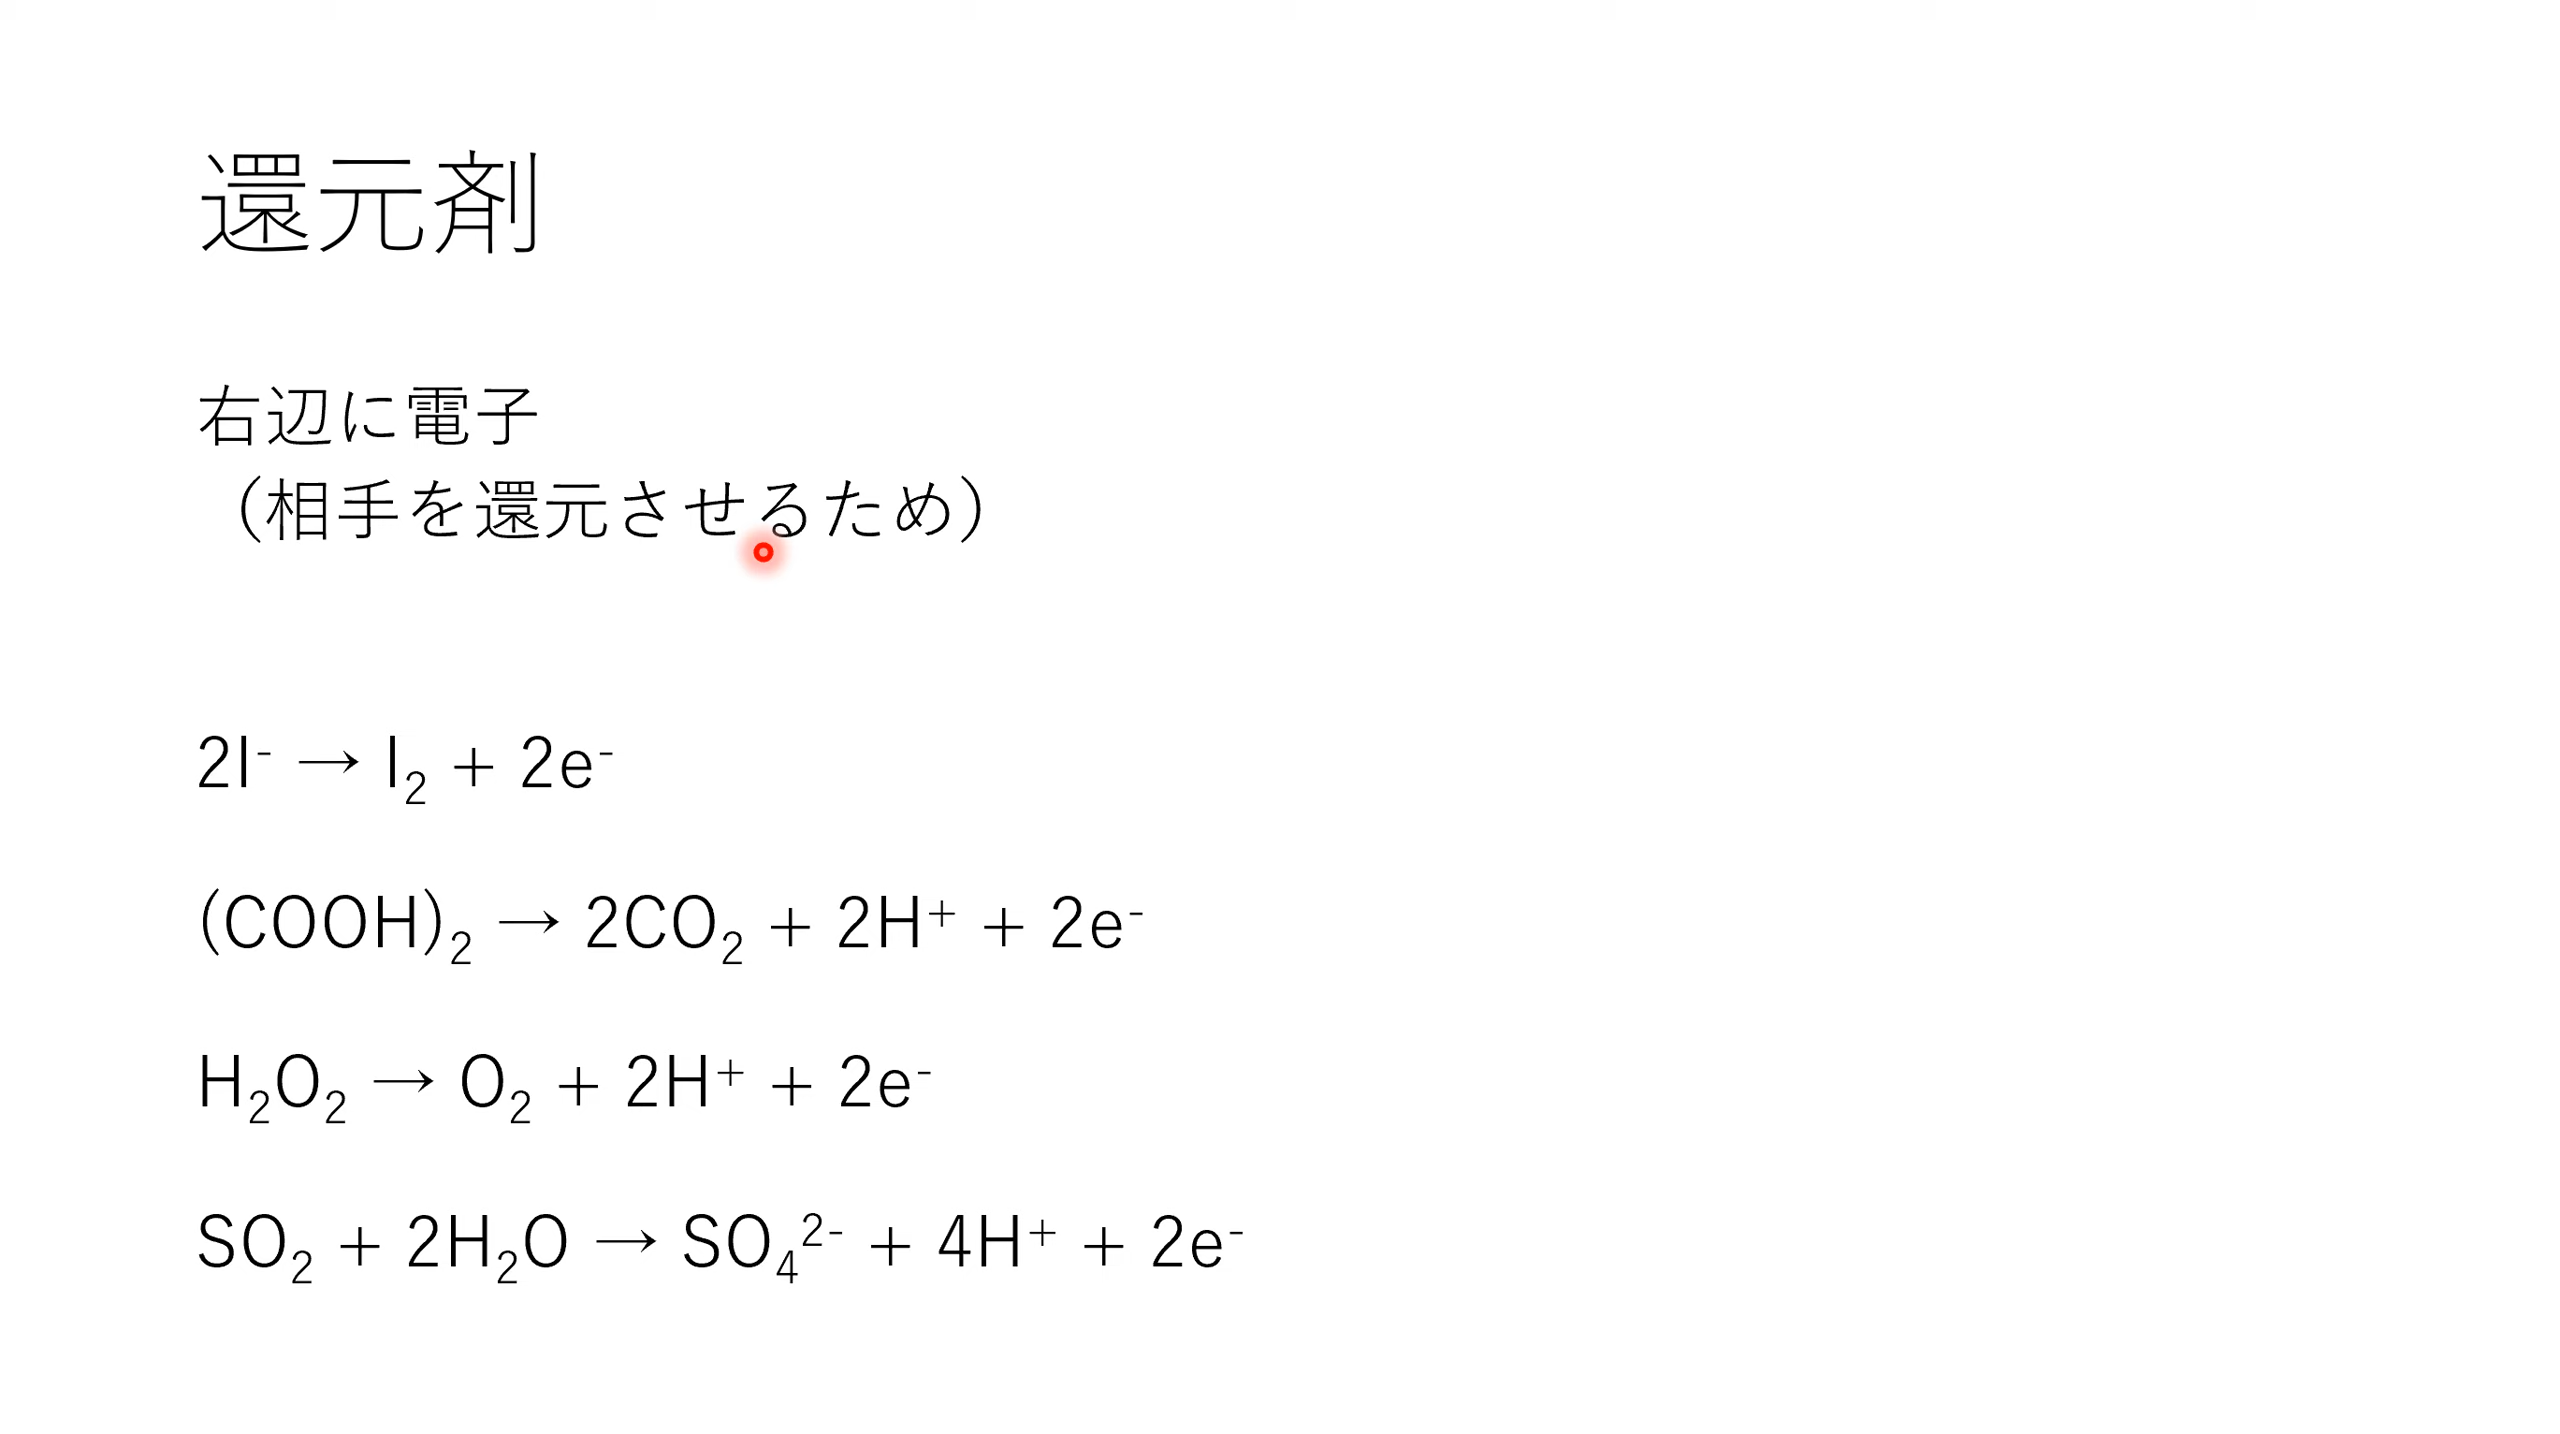 還元剤
右辺に電子
（相手を還元させるため）
2I⁻ → I₂ + 2e⁻
(COOH)₂ → 2CO₂ + 2H⁺ + 2e⁻
H₂O₂ → O₂ + 2H⁺ + 2e⁻
SO₂ + 2H₂O → SO₄²⁻ + 4H⁺ + 2e⁻